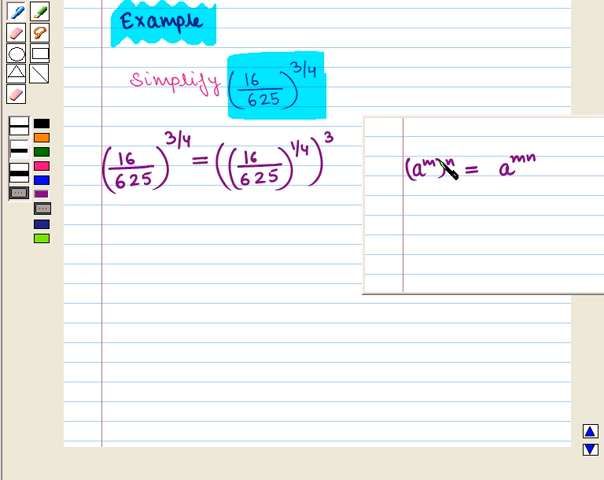 Example
Simplify (16/625)^3/4
(16/625)^3/4 = ((16/625)^1/4)^3
(a^m)^n = a^mn